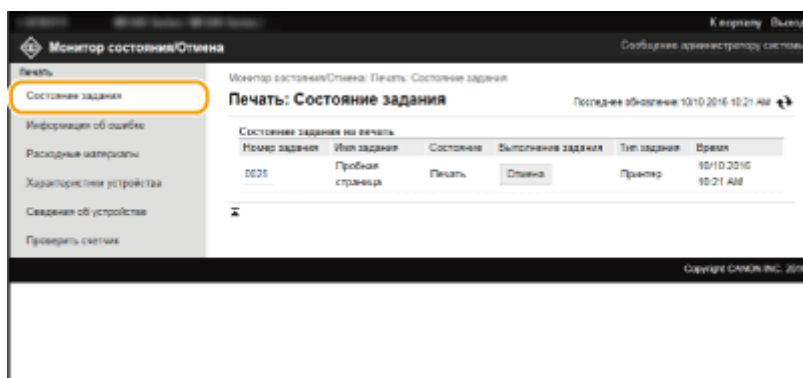 К порталу Выход
Монитор состояния/Отмена
Сообщение администратору системы
Печать
Состояние задания
Информация об ошибке
Расходные материалы
Характеристики устройства
Сведения об устройстве
Проверить счетчик
Монитор состояния/Отмена: Печать: Состояние задания
Печать: Состояние задания
Последнее обновление 10/10 2016 10:21 AM
Состояние задания на печать
Номер задания Имя задания Состояние Выполнение задания Тип задания Время
0025 Пробная страница Печать Отмена Принтер 10/10 2016 10:21 AM
Copyright CANON INC.